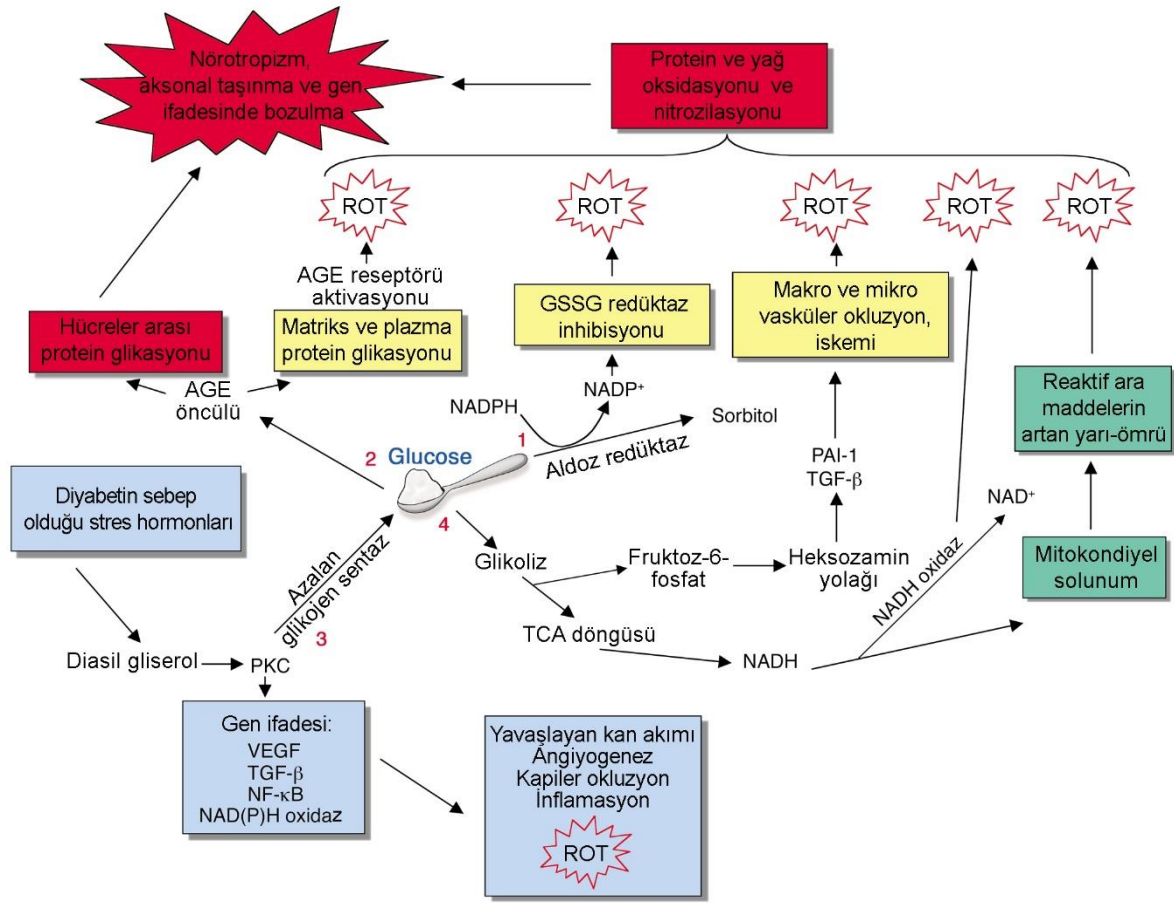 Nörotropizm,
aksonal taşınma ve gen
ifadesinde bozulma
Protein ve yağ
oksidasyonu ve
nitrozilasyonu
ROT
ROT
ROT
ROT
ROT
AGE reseptörü
aktivasyonu
Hücreler arası
protein glikasyonu
Matriks ve plazma
protein glikasyonu
GSSG redüktaz
inhibisyonu
Makro ve mikro
vasküler okluzyon,
iskemi
Reaktif ara
maddelerin
artan yarı-ömrü
AGE
öncülü
NADPH
NADP⁺
Sorbitol
1
Aldoz redüktaz
2
Glucose
4
PAI-1
TGF-β
NAD⁺
Diyabetin sebep
olduğu stres hormonları
Azalan
glikojen sentaz
3
Glikoliz
Fruktoz-6-
fosfat
Heksozamin
yolağı
NADH oxidaz
Mitokondiyel
solunum
TCA döngüsü
NADH
Diasil gliserol
PKC
Gen ifadesi:
VEGF
TGF-β
NF-κB
NAD(P)H oxidaz
Yavaşlayan kan akımı
Angiyogenez
Kapiler okluzyon
İnflamasyon
ROT